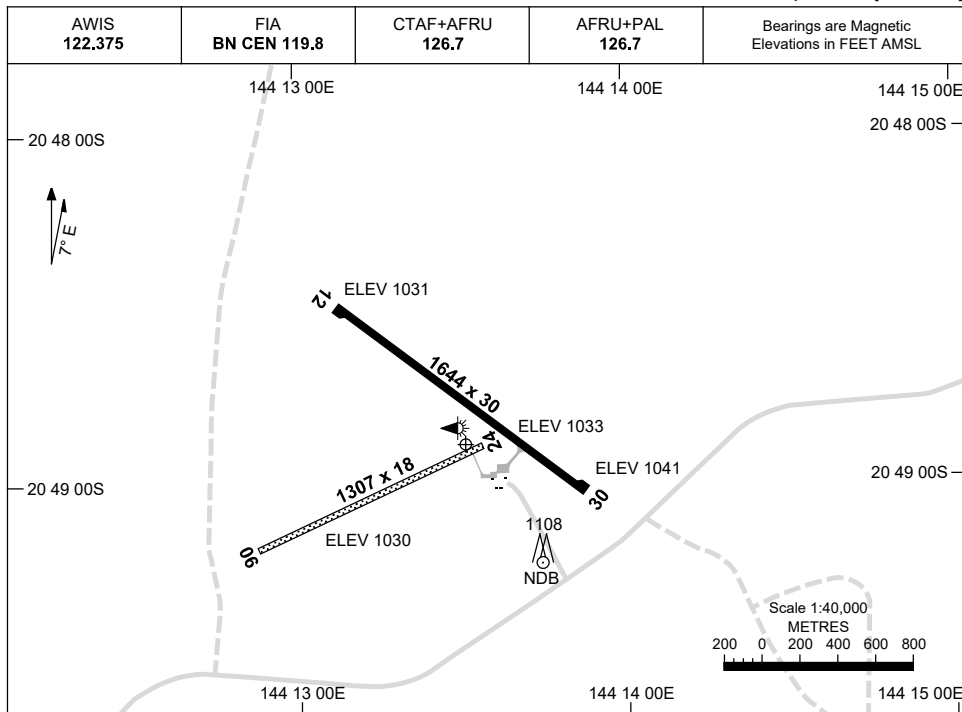 AWIS
122.375
FIA
BN CEN 119.8
CTAF+AFRU
126.7
AFRU+PAL
126.7
Bearings are Magnetic
Elevations in FEET AMSL
144 13 00E
144 14 00E
144 15 00E
20 48 00S
20 48 00S
7° E
12
ELEV 1031
1644 x 30
ELEV 1033
24
ELEV 1041
20 49 00S
20 49 00S
1307 x 18
30
ELEV 1030
06
1108
NDB
Scale 1:40,000
METRES
200 0 200 400 600 800
144 13 00E
144 14 00E
144 15 00E